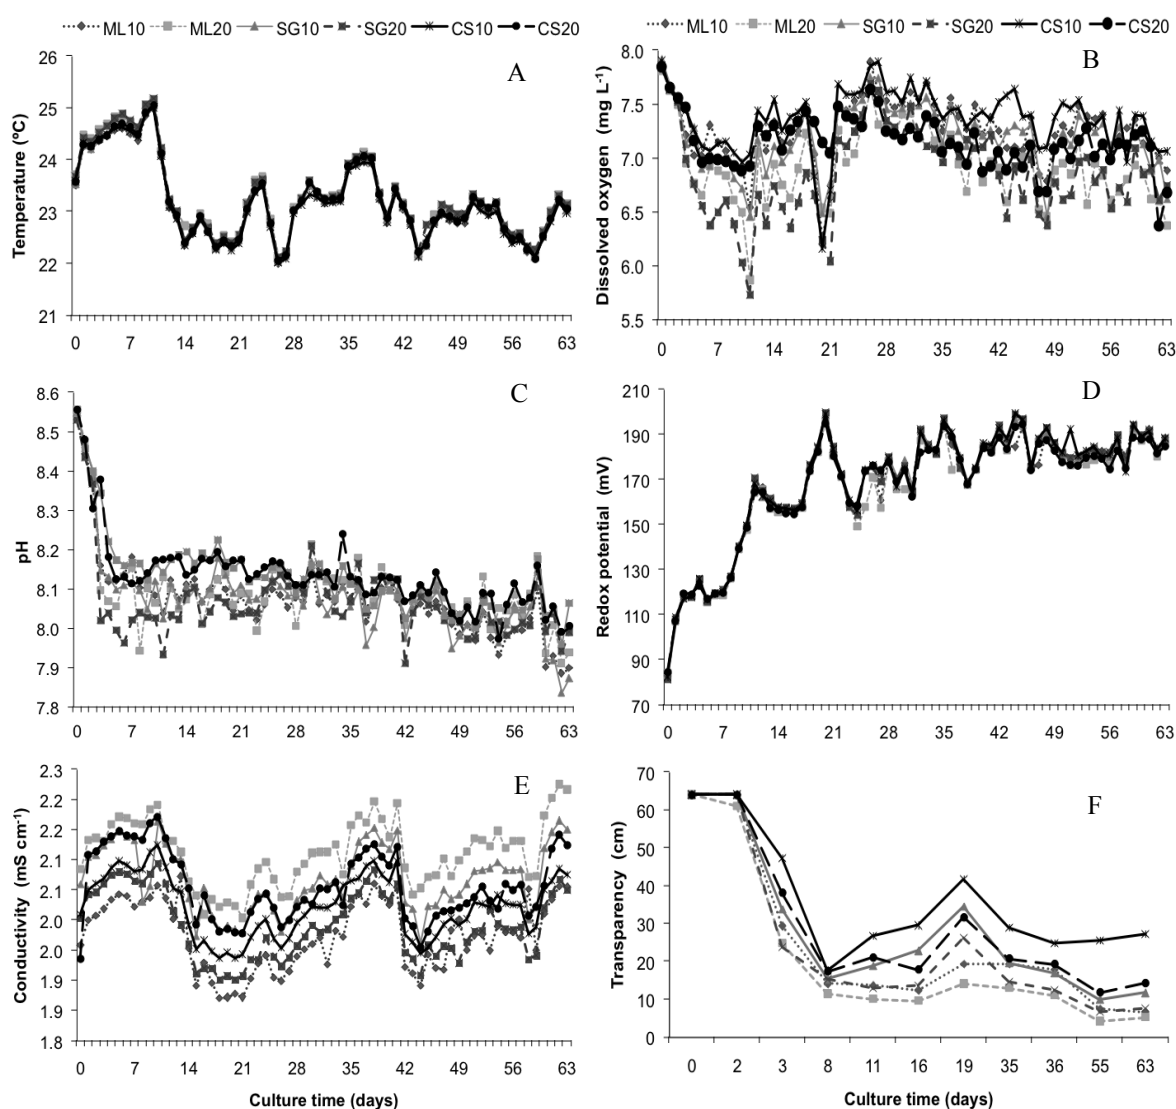 ML10 ML20 SG10 SG20 CS10 CS20
ML10 ML20 SG10 SG20 CS10 CS20
A
Temperature (ºC)
26
25
24
23
22
21
0 7 14 21 28 35 42 49 56 63
B
Dissolved oxygen (mg L-1)
8.0
7.5
7.0
6.5
6.0
5.5
0 7 14 21 28 35 42 49 56 63
C
pH
8.6
8.5
8.4
8.3
8.2
8.1
8.0
7.9
7.8
0 7 14 21 28 35 42 49 56 63
D
Redox potential (mV)
210
190
170
150
130
110
90
70
0 7 14 21 28 35 42 49 56 63
E
Conductivity (mS cm-1)
2.3
2.2
2.2
2.1
2.1
2.0
2.0
1.9
1.9
1.8
0 7 14 21 28 35 42 49 56 63
Culture time (days)
F
Transparency (cm)
70
60
50
40
30
20
10
0
0 2 3 8 11 16 19 35 36 55 63
Culture time (days)